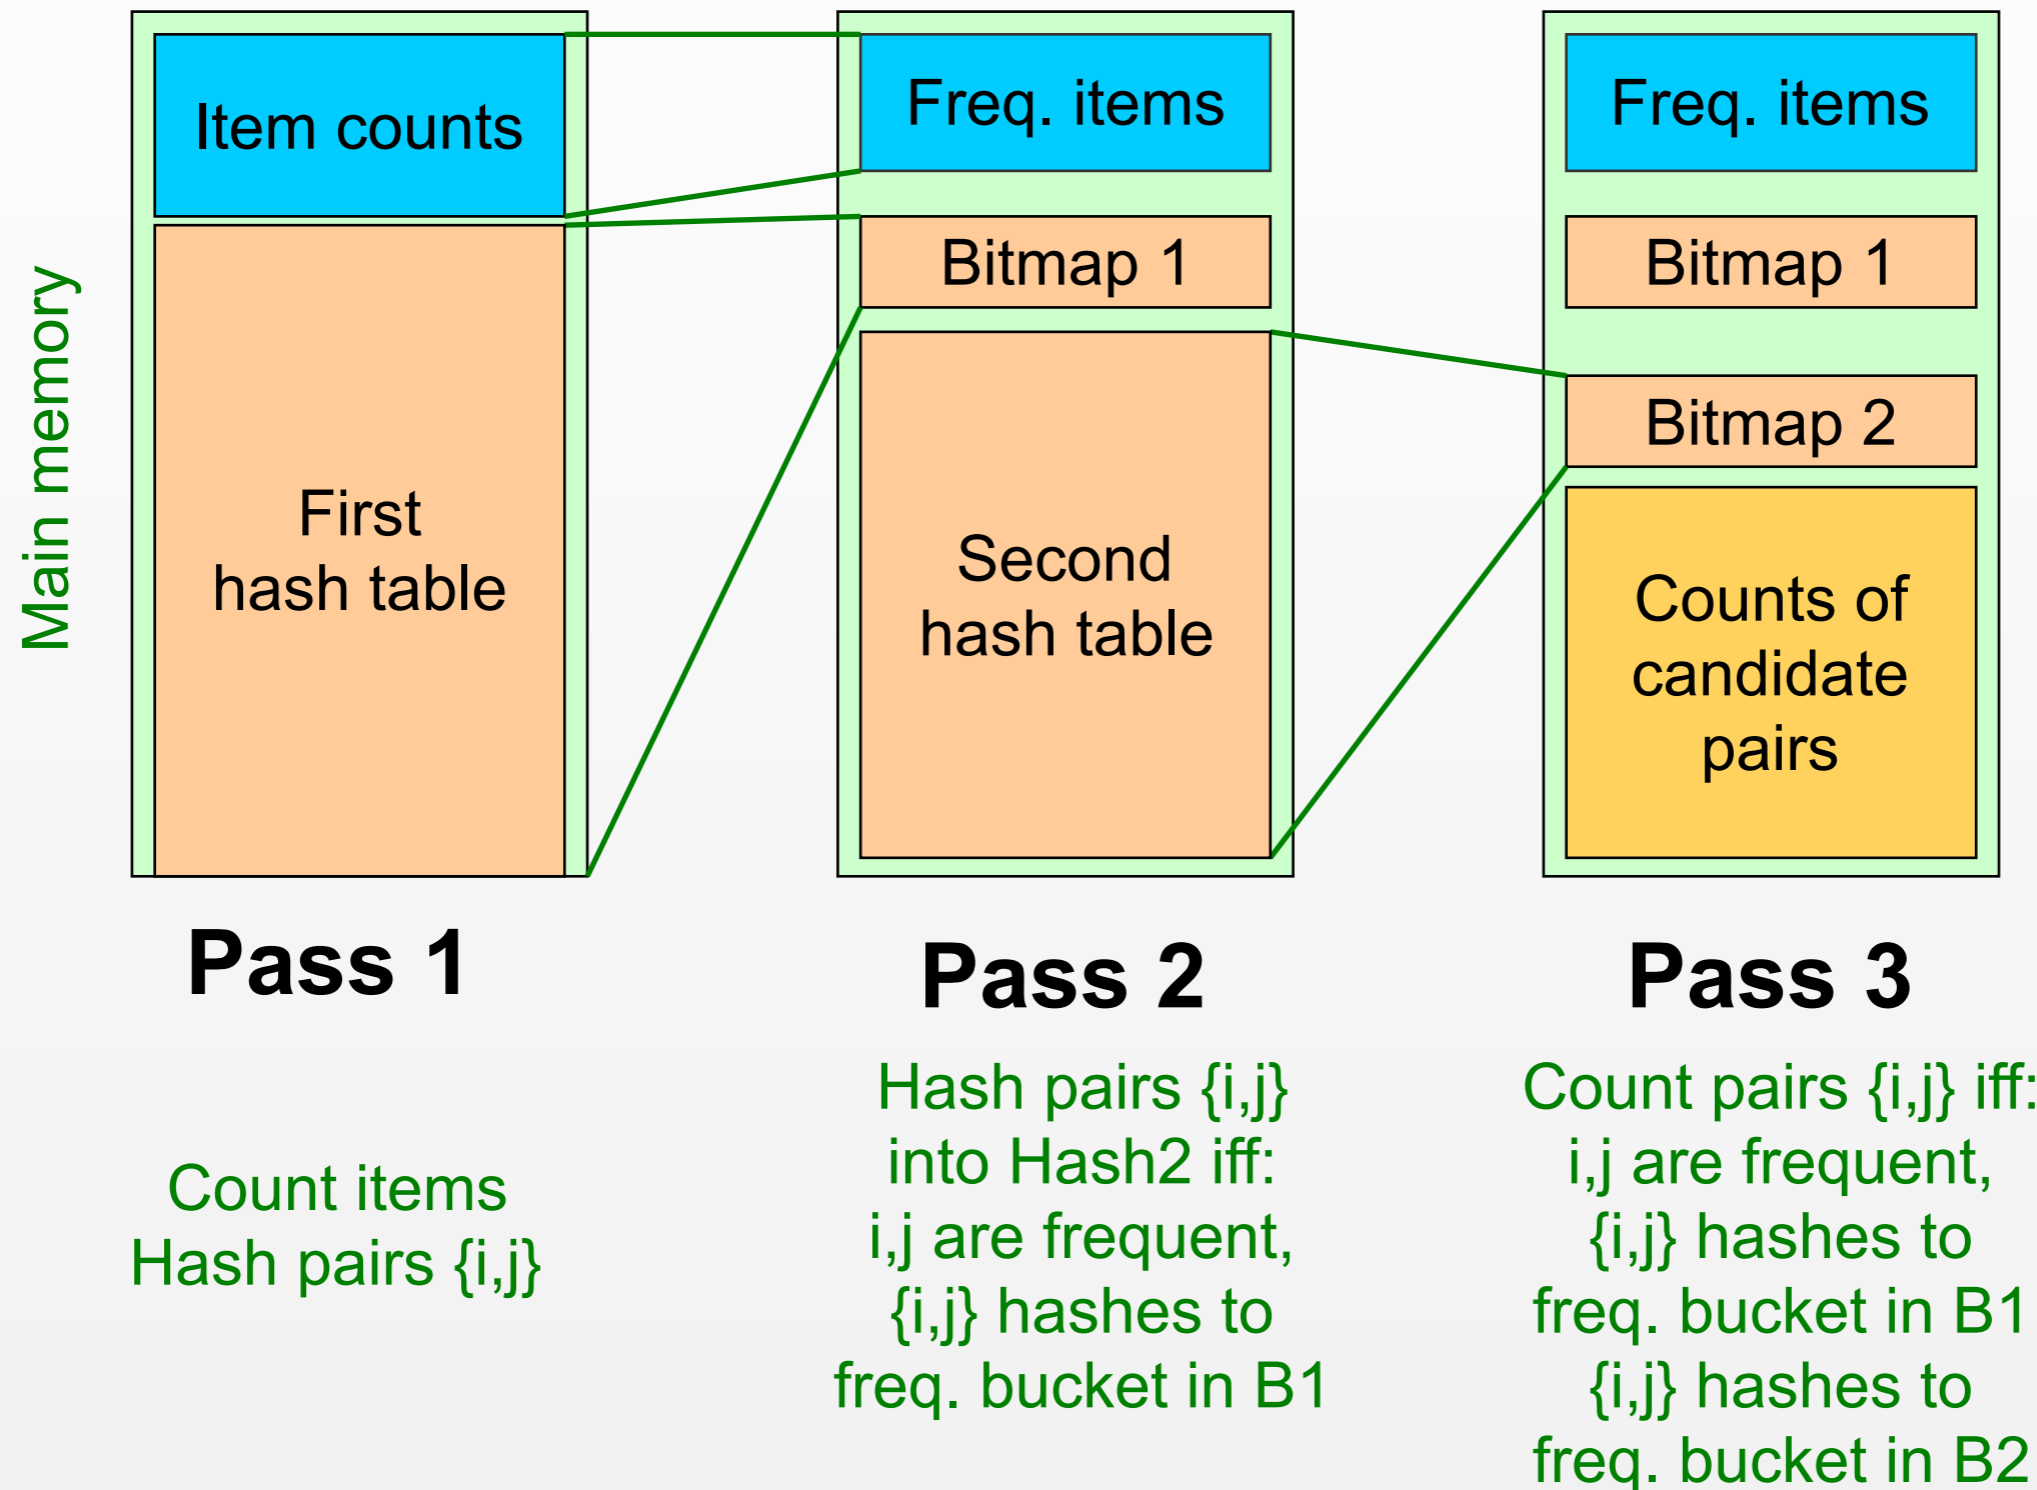 Main memory
Item counts
First
hash table
Pass 1
Count items
Hash pairs {i,j}
Freq. items
Bitmap 1
Second
hash table
Pass 2
Hash pairs {i,j}
into Hash2 iff:
i,j are frequent,
{i,j} hashes to
freq. bucket in B1
Freq. items
Bitmap 1
Bitmap 2
Counts of
candidate
pairs
Pass 3
Count pairs {i,j} iff:
i,j are frequent,
{i,j} hashes to
freq. bucket in B1
{i,j} hashes to
freq. bucket in B2